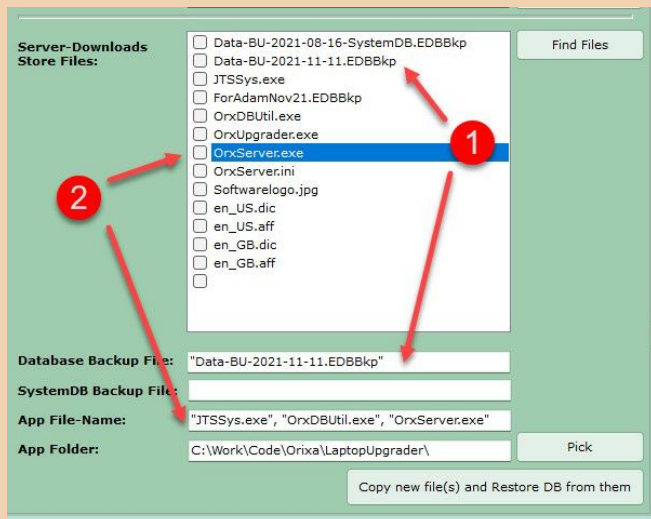 Server-Downloads
Store Files:
Data-BU-2021-08-16-SystemDB.EDBBkp
Data-BU-2021-11-11.EDBBkp
JTSSys.exe
ForAdamNov21.EDBBkp
OrxDBUtil.exe
OrxUpgrader.exe
OrxServer.exe
OrxServer.ini
Softwarelogo.jpg
en_US.dic
en_US.aff
en_GB.dic
en_GB.aff
Find Files
1
2
Database Backup File: "Data-BU-2021-11-11.EDBBkp"
SystemDB Backup File:
App File-Name: "JTSSys.exe", "OrxDBUtil.exe", "OrxServer.exe"
App Folder: C:\Work\Code\Orixa\LaptopUpgrader\ Pick
Copy new file(s) and Restore DB from them